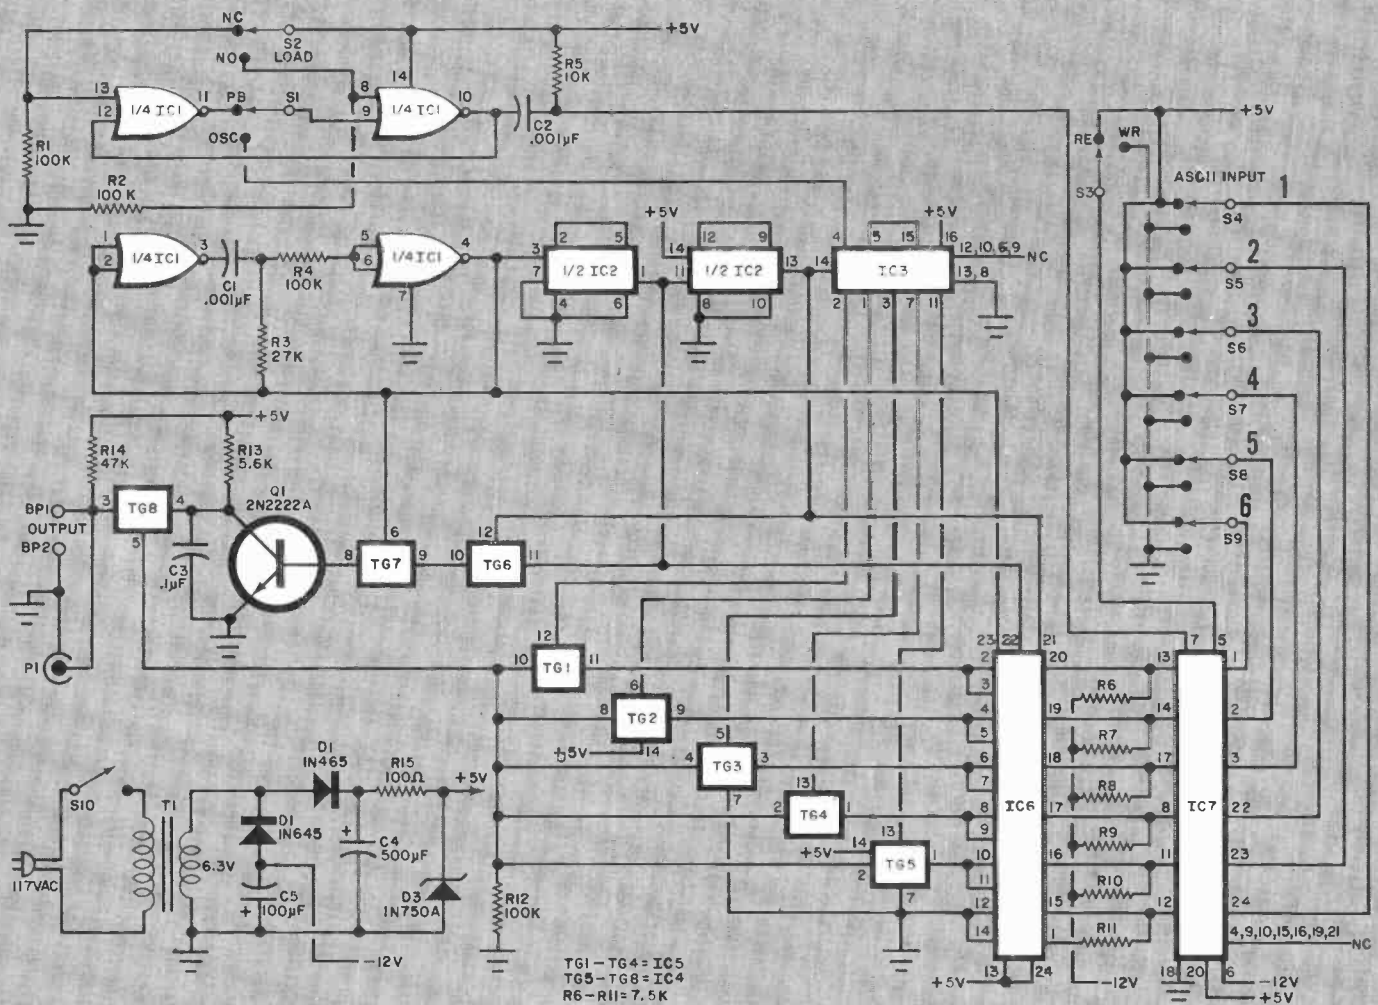 NC
S2
LOAD
+5V
NO
R5
10K
14
13
12
1/4 IC1
11
PB
S1
8
9
1/4 IC1
10
C2
.001µF
OSC
R1
100K
R2
100 K
+5V
RE
WR
S3
ASCII INPUT
1
S4
2
S5
3
S6
4
S7
5
S8
6
S9
1
2
1/4 IC1
3
C1
.001µF
R4
100K
R3
27K
5
6
1/4 IC1
4
7
2
5
3
7
1/2 IC2
1
4
6
+5V
14
11
12
9
1/2 IC2
13
8
10
14
4
5
15
+5V
16
IC3
12,10,6,9
NC
13,8
2
1
3
7
11
+5V
R14
47K
R13
5.6K
BP1
OUTPUT
BP2
3
TG8
4
5
Q1
2N2222A
C3
.1µF
P1
6
8
TG7
9
12
10
TG6
11
12
10
TG1
11
6
8
TG2
9
+5V
14
5
4
TG3
3
7
13
2
TG4
1
13
+5V
14
2
TG5
1
7
R12
100K
S10
117VAC
T1
6.3V
D1
1N465
D1
1N645
R15
100Ω
+5V
C4
500µF
C5
100µF
D3
1N750A
-12V
23
22
21
2
3
4
5
6
7
8
9
10
11
12
14
IC6
20
19
18
17
16
15
1
+5V
13
24
R6
R7
R8
R9
R10
R11
-12V
7
5
13
14
17
8
11
12
IC7
1
2
3
22
23
24
4,9,10,15,16,19,21
NC
18
20
6
-12V
+5V
TG1-TG4=IC5
TG5-TG8=IC4
R6-R11=7.5K